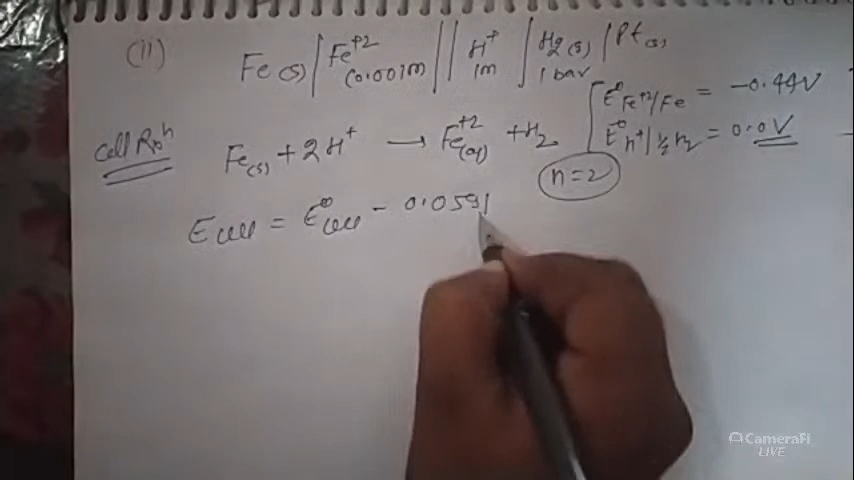 (ii) Fe(s) | Fe+2 (0.001m) || H+ 1m | H2(g) 1 bar | Pt(s)
E°Fe+2/Fe = -0.44V
Cell Rxn Fe(s) + 2H+ → Fe+2(aq) + H2 E°H+/½H2 = 0.0V
n=2
Ecell = E°cell - 0.0591
CameraFi
LIVE